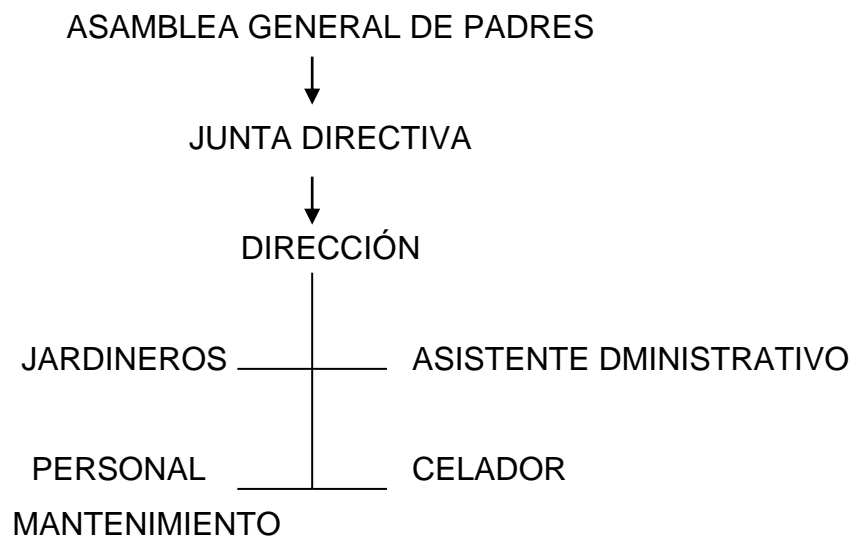 ASAMBLEA GENERAL DE PADRES
JUNTA DIRECTIVA
DIRECCIÓN
JARDINEROS
ASISTENTE DMINISTRATIVO
PERSONAL
MANTENIMIENTO
CELADOR